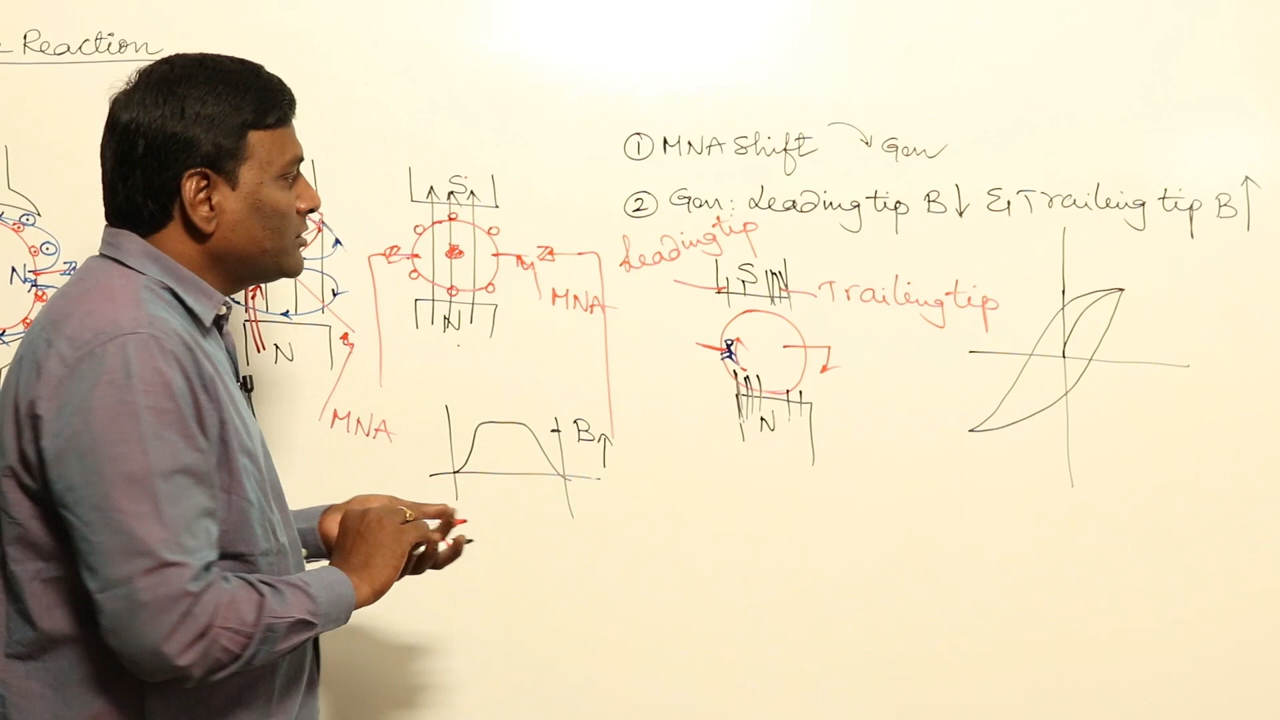 Reaction
① MNA Shift → Gen
② Gen: Leading tip B↓ & Trailing tip B↑
Leading tip
S
S
Trailing tip
N
MNA
N
N
MNA
B↑
N